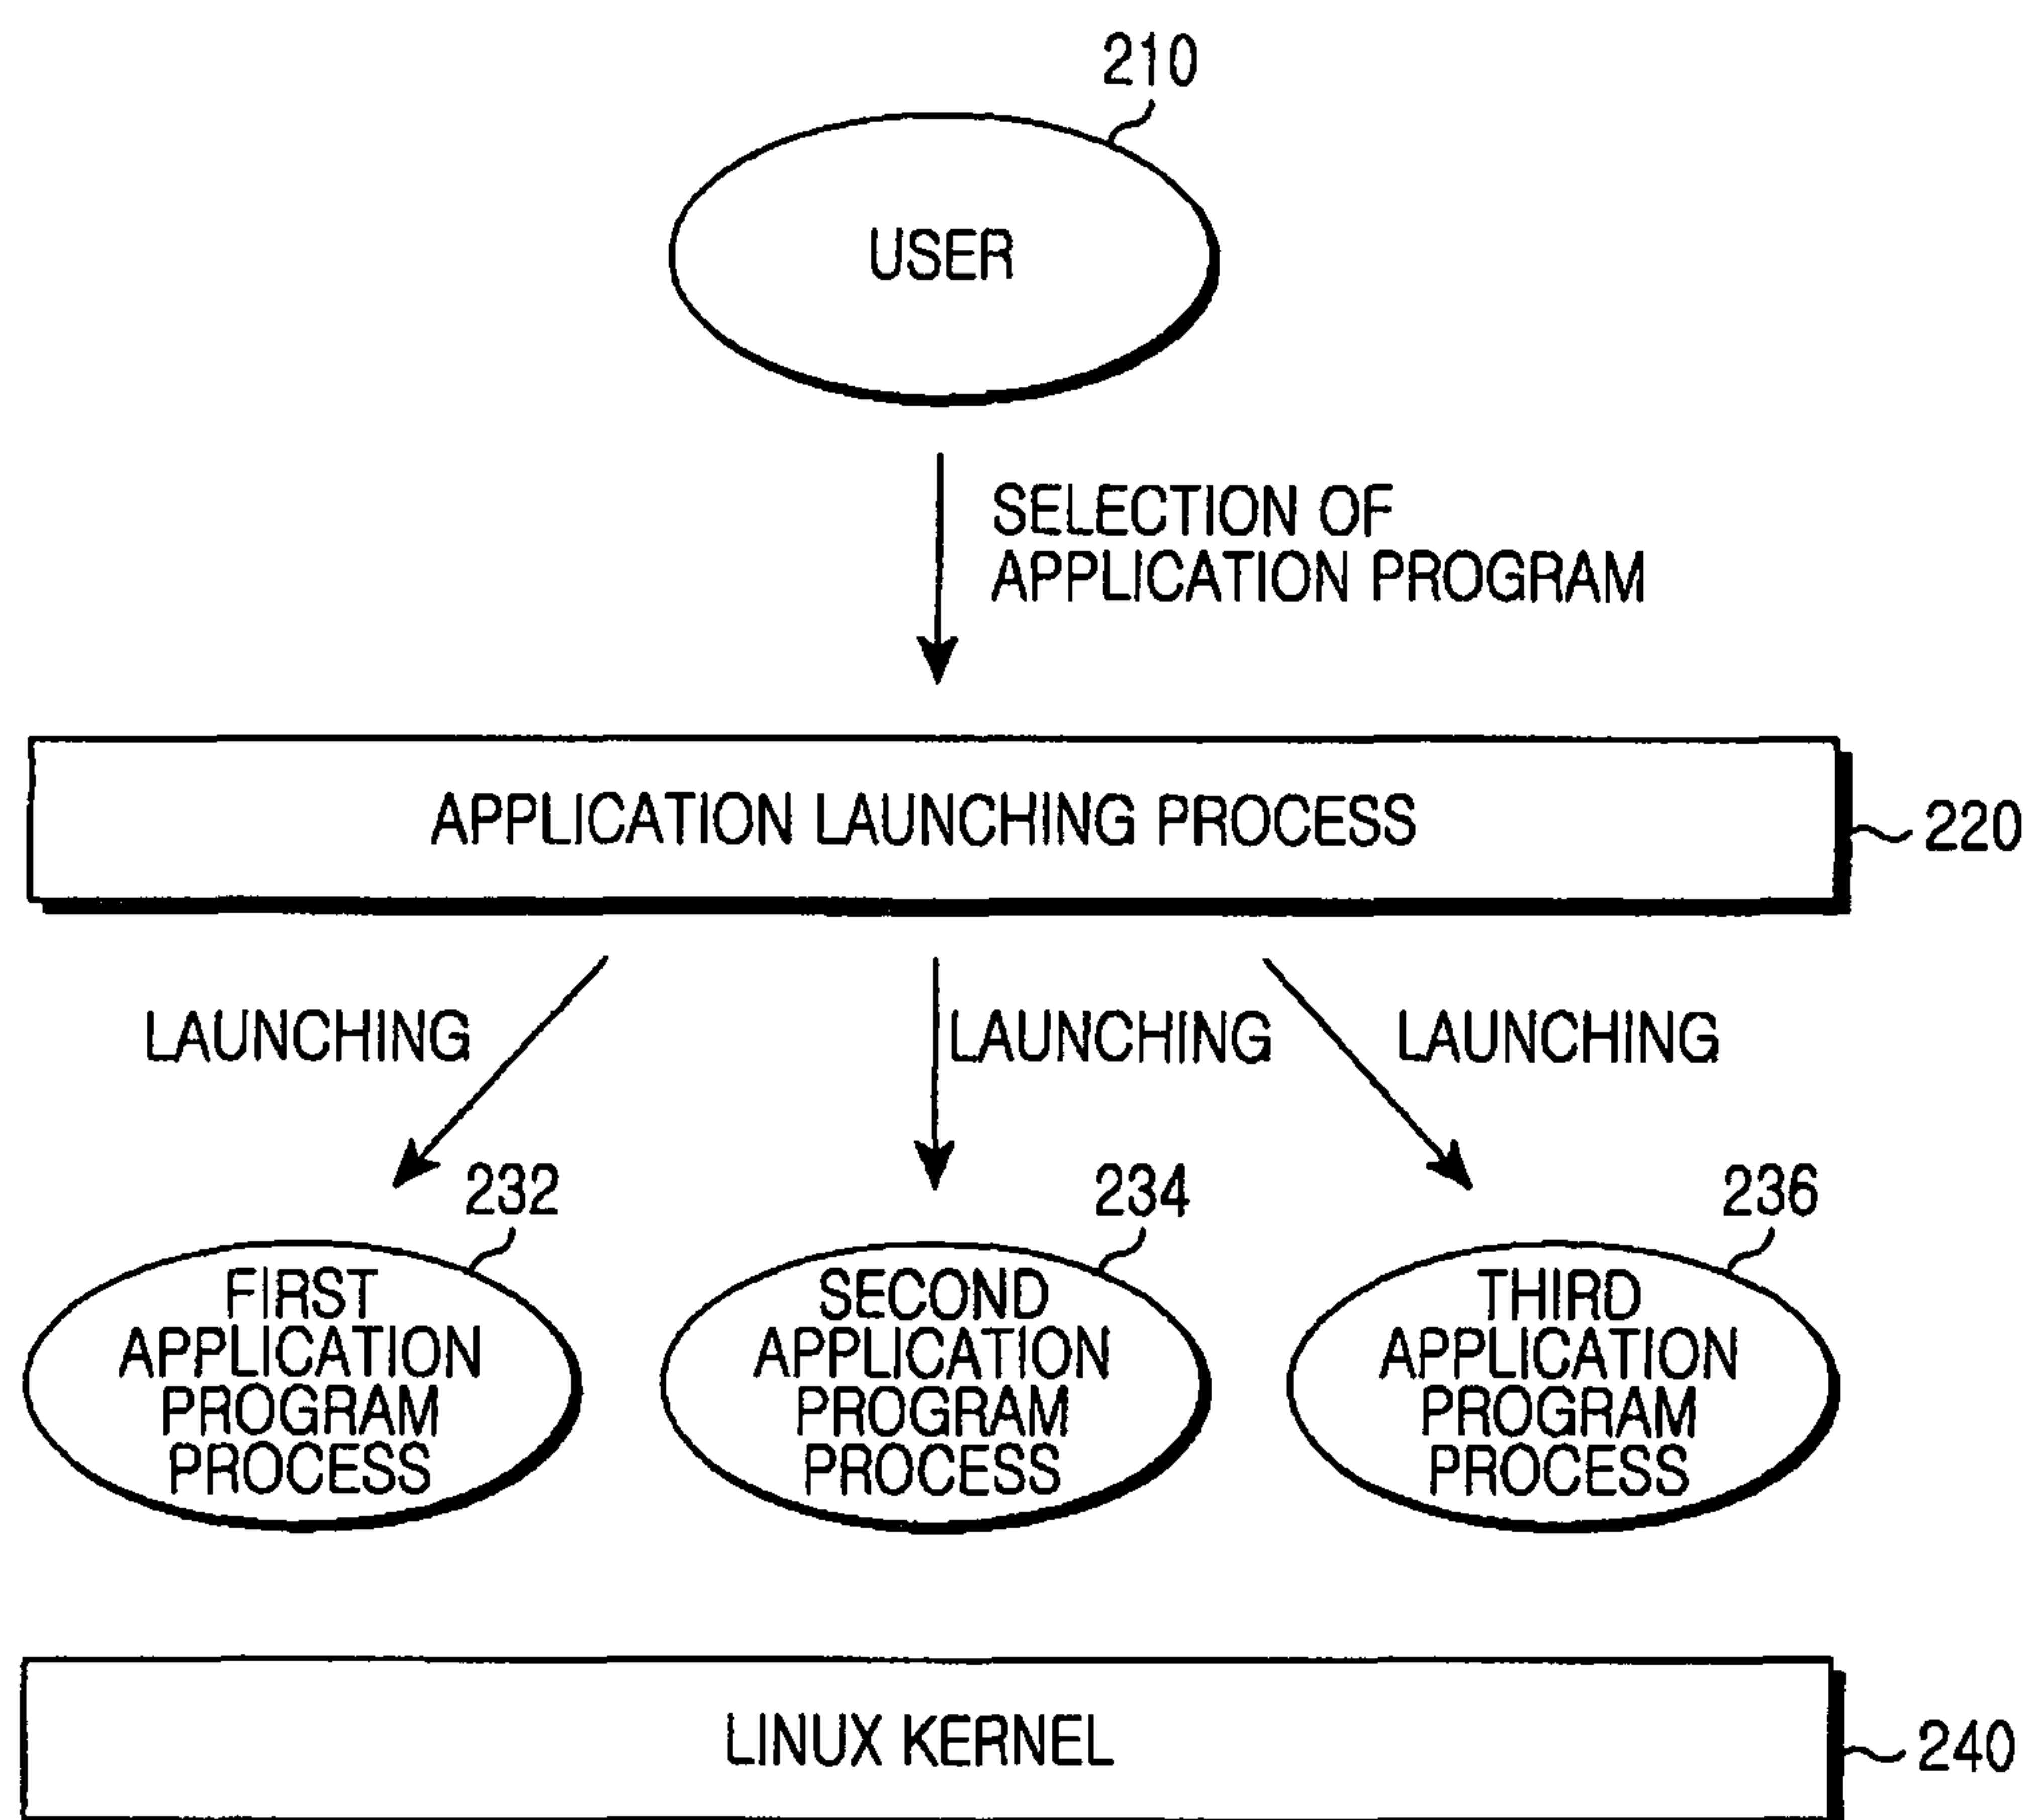 210
USER
SELECTION OF
APPLICATION PROGRAM
APPLICATION LAUNCHING PROCESS
220
LAUNCHING
LAUNCHING
LAUNCHING
232
234
236
FIRST
APPLICATION
PROGRAM
PROCESS
SECOND
APPLICATION
PROGRAM
PROCESS
THIRD
APPLICATION
PROGRAM
PROCESS
LINUX KERNEL
240